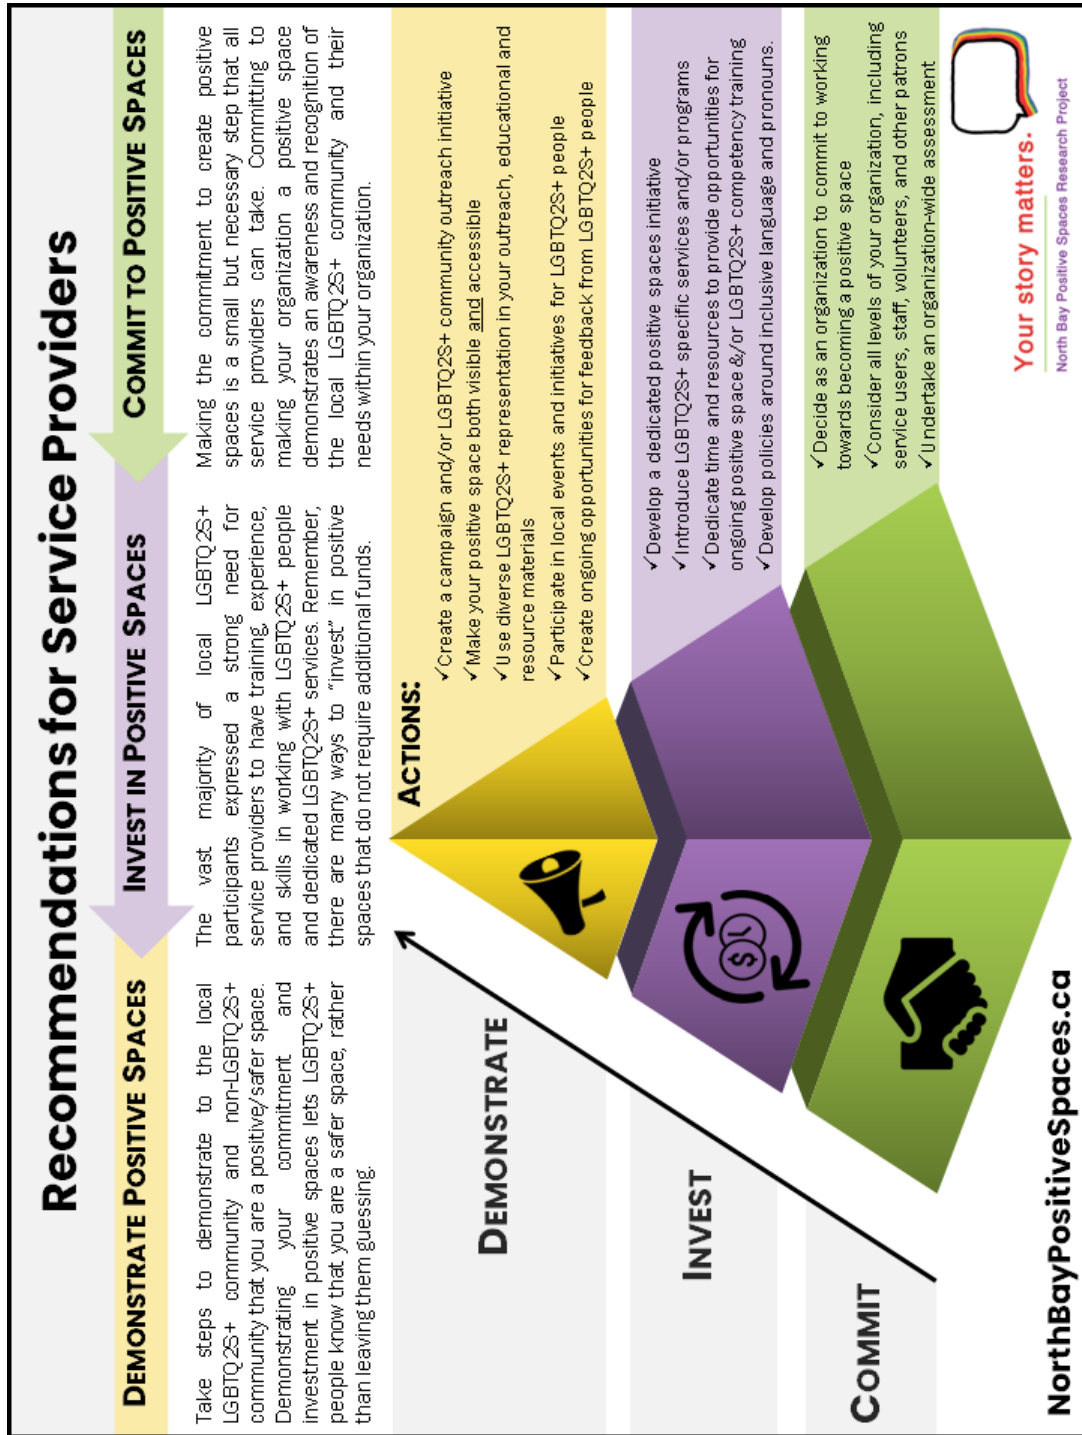 Recommendations for Service Providers
DEMONSTRATE POSITIVE SPACES
INVEST IN POSITIVE SPACES
COMMIT TO POSITIVE SPACES
Take steps to demonstrate to the local
LGBTQ2S+ community and non-LGBTQ2S+
community that you are a positive/safer space.
Demonstrating your commitment and
investment in positive spaces lets LGBTQ2S+
people know that you are a safer space, rather
than leaving them guessing.
The vast majority of local LGBTQ2S+
participants expressed a strong need for
service providers to have training, experience,
and skills in working with LGBTQ2S+ people
and dedicated LGBTQ2S+ services. Remember,
there are many ways to "invest" in positive
spaces that do not require additional funds.
Making the commitment to create positive
spaces is a small but necessary step that all
service providers can take. Committing to
making your organization a positive space
demonstrates an awareness and recognition of
the local LGBTQ2S+ community and their
needs within your organization.
ACTIONS:
DEMONSTRATE
✓Create a campaign and/or LGBTQ2S+ community outreach initiative
✓Make your positive space both visible and accessible
✓Use diverse LGBTQ2S+ representation in your outreach, educational and
resource materials
✓Participate in local events and initiatives for LGBTQ2S+ people
✓Create ongoing opportunities for feedback from LGBTQ2S+ people
INVEST
$
✓Develop a dedicated positive spaces initiative
✓Introduce LGBTQ2S+ specific services and/or programs
✓Dedicate time and resources to provide opportunities for
ongoing positive space &/or LGBTQ2S+ competency training
✓Develop policies around inclusive language and pronouns.
COMMIT
✓Decide as an organization to commit to working
towards becoming a positive space
✓Consider all levels of your organization, including
service users, staff, volunteers, and other patrons
✓Undertake an organization-wide assessment
NorthBayPositiveSpaces.ca
Your story matters.
North Bay Positive Spaces Research Project